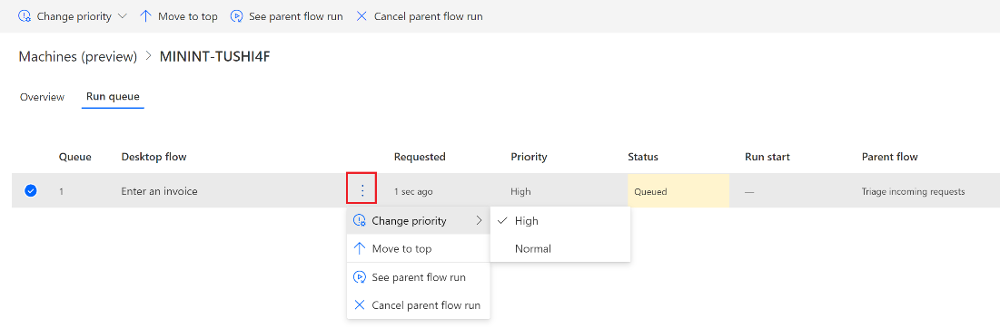 Change priority Move to top See parent flow run Cancel parent flow run
Machines (preview) > MININT-TUSHI4F
Overview Run queue
Queue Desktop flow Requested Priority Status Run start Parent flow
1 Enter an invoice 1 sec ago High Queued — Triage incoming requests
Change priority High
Move to top Normal
See parent flow run
Cancel parent flow run